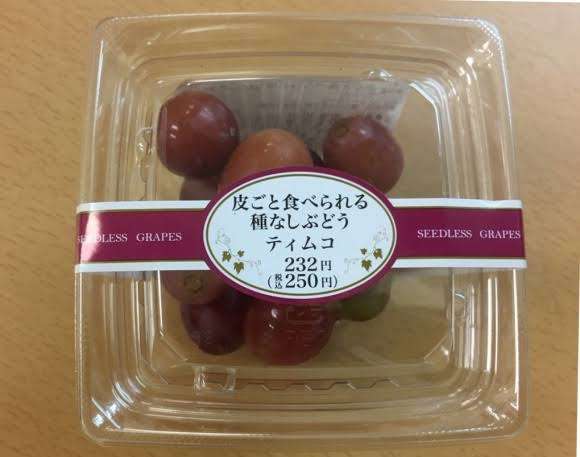 皮ごと食べられる
種なしぶどう
ティムコ
232円
(税込250円)
SEEDLESS GRAPES
SEEDLESS GRAPES